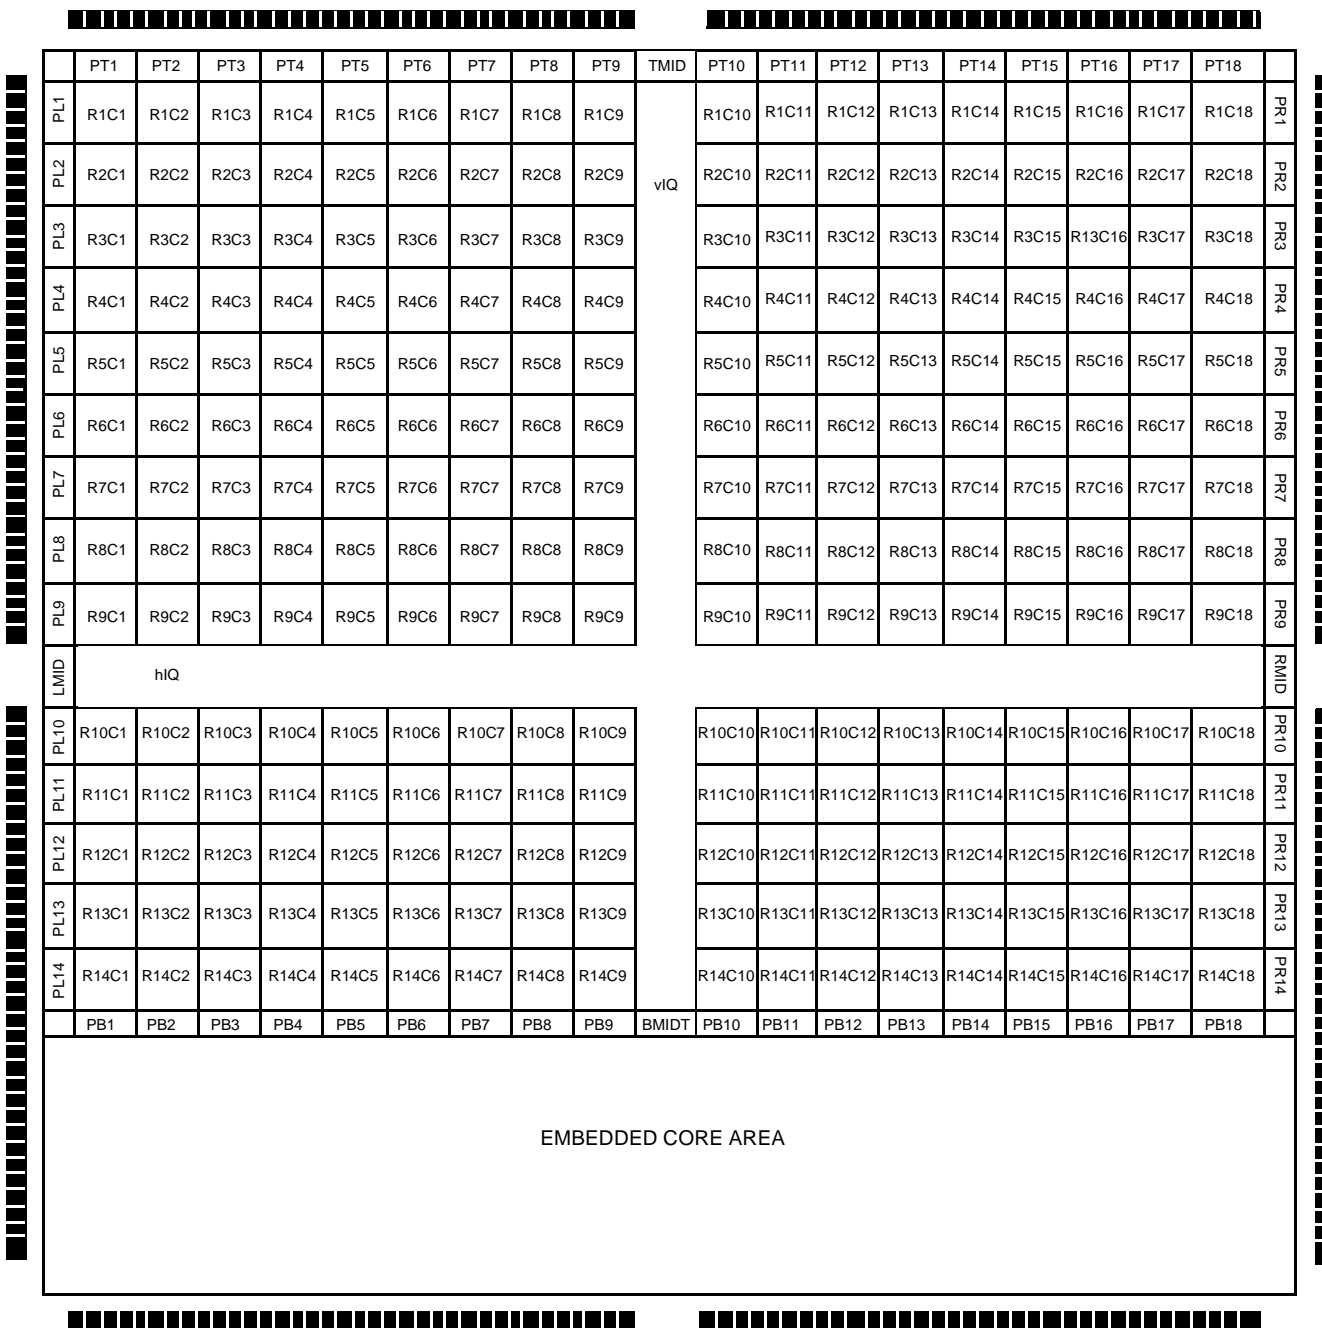 PT1 PT2 PT3 PT4 PT5 PT6 PT7 PT8 PT9 TMID PT10 PT11 PT12 PT13 PT14 PT15 PT16 PT17 PT18
PL1 R1C1 R1C2 R1C3 R1C4 R1C5 R1C6 R1C7 R1C8 R1C9 R1C10 R1C11 R1C12 R1C13 R1C14 R1C15 R1C16 R1C17 R1C18 PR1
PL2 R2C1 R2C2 R2C3 R2C4 R2C5 R2C6 R2C7 R2C8 R2C9 vIQ R2C10 R2C11 R2C12 R2C13 R2C14 R2C15 R2C16 R2C17 R2C18 PR2
PL3 R3C1 R3C2 R3C3 R3C4 R3C5 R3C6 R3C7 R3C8 R3C9 R3C10 R3C11 R3C12 R3C13 R3C14 R3C15 R13C16 R3C17 R3C18 PR3
PL4 R4C1 R4C2 R4C3 R4C4 R4C5 R4C6 R4C7 R4C8 R4C9 R4C10 R4C11 R4C12 R4C13 R4C14 R4C15 R4C16 R4C17 R4C18 PR4
PL5 R5C1 R5C2 R5C3 R5C4 R5C5 R5C6 R5C7 R5C8 R5C9 R5C10 R5C11 R5C12 R5C13 R5C14 R5C15 R5C16 R5C17 R5C18 PR5
PL6 R6C1 R6C2 R6C3 R6C4 R6C5 R6C6 R6C7 R6C8 R6C9 R6C10 R6C11 R6C12 R6C13 R6C14 R6C15 R6C16 R6C17 R6C18 PR6
PL7 R7C1 R7C2 R7C3 R7C4 R7C5 R7C6 R7C7 R7C8 R7C9 R7C10 R7C11 R7C12 R7C13 R7C14 R7C15 R7C16 R7C17 R7C18 PR7
PL8 R8C1 R8C2 R8C3 R8C4 R8C5 R8C6 R8C7 R8C8 R8C9 R8C10 R8C11 R8C12 R8C13 R8C14 R8C15 R8C16 R8C17 R8C18 PR8
PL9 R9C1 R9C2 R9C3 R9C4 R9C5 R9C6 R9C7 R9C8 R9C9 R9C10 R9C11 R9C12 R9C13 R9C14 R9C15 R9C16 R9C17 R9C18 PR9
LMID hIQ RMID
PL10 R10C1 R10C2 R10C3 R10C4 R10C5 R10C6 R10C7 R10C8 R10C9 R10C10 R10C11 R10C12 R10C13 R10C14 R10C15 R10C16 R10C17 R10C18 PR10
PL11 R11C1 R11C2 R11C3 R11C4 R11C5 R11C6 R11C7 R11C8 R11C9 R11C10 R11C11 R11C12 R11C13 R11C14 R11C15 R11C16 R11C17 R11C18 PR11
PL12 R12C1 R12C2 R12C3 R12C4 R12C5 R12C6 R12C7 R12C8 R12C9 R12C10 R12C11 R12C12 R12C13 R12C14 R12C15 R12C16 R12C17 R12C18 PR12
PL13 R13C1 R13C2 R13C3 R13C4 R13C5 R13C6 R13C7 R13C8 R13C9 R13C10 R13C11 R13C12 R13C13 R13C14 R13C15 R13C16 R13C17 R13C18 PR13
PL14 R14C1 R14C2 R14C3 R14C4 R14C5 R14C6 R14C7 R14C8 R14C9 R14C10 R14C11 R14C12 R14C13 R14C14 R14C15 R14C16 R14C17 R14C18 PR14
PB1 PB2 PB3 PB4 PB5 PB6 PB7 PB8 PB9 BMIDT PB10 PB11 PB12 PB13 PB14 PB15 PB16 PB17 PB18
EMBEDDED CORE AREA